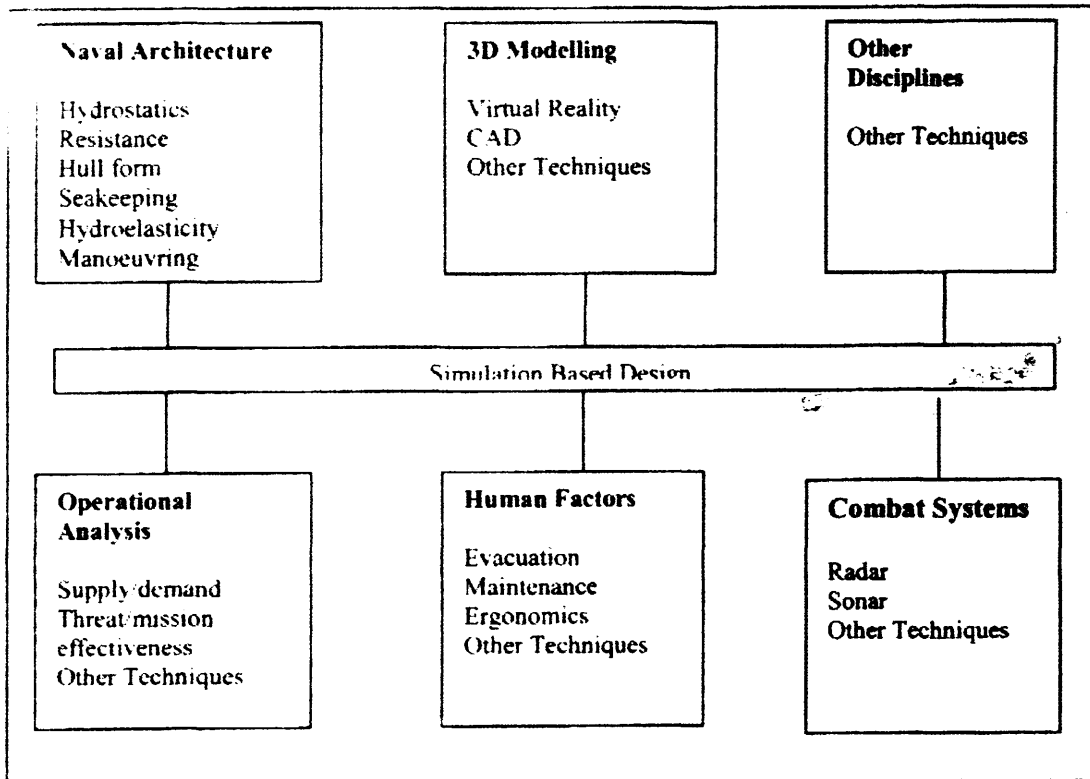 Naval Architecture
Hydrostatics
Resistance
Hull form
Seakeeping
Hydroelasticity
Manoeuvring
3D Modelling
Virtual Reality
CAD
Other Techniques
Other
Disciplines
Other Techniques
Simulation Based Design
Operational
Analysis
Supply/demand
Threat/mission
effectiveness
Other Techniques
Human Factors
Evacuation
Maintenance
Ergonomics
Other Techniques
Combat Systems
Radar
Sonar
Other Techniques